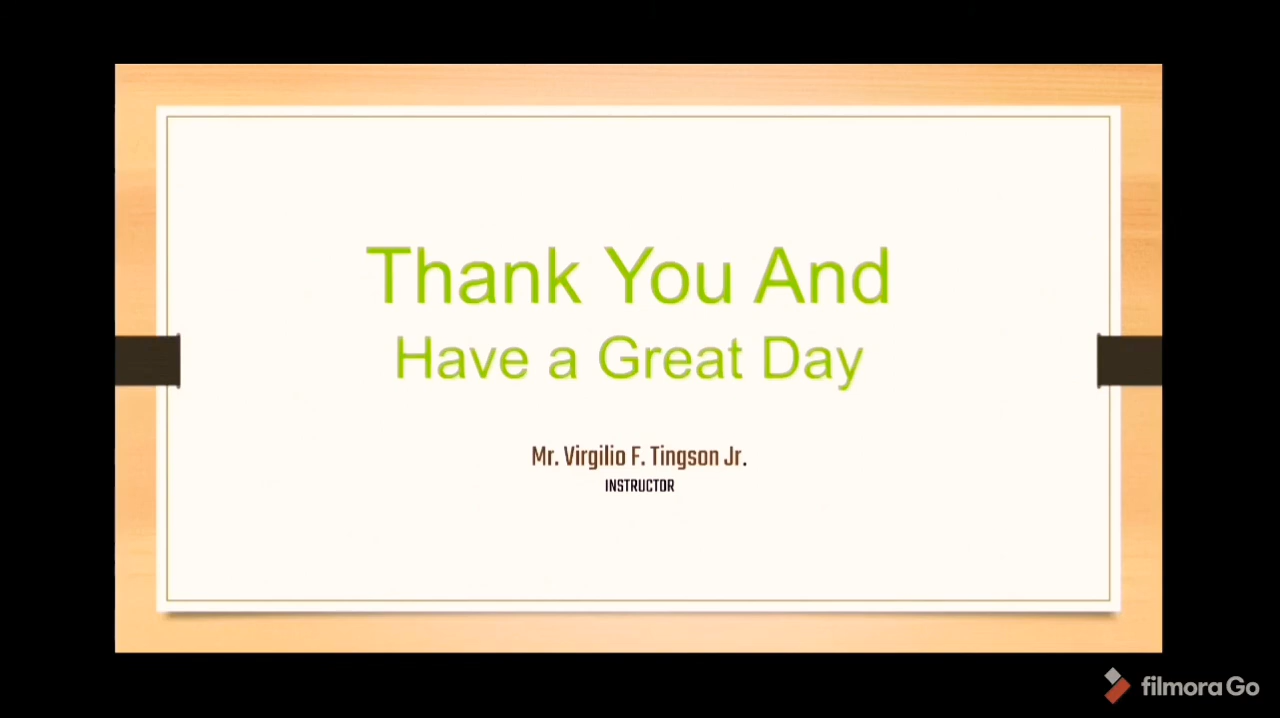 Thank You And
Have a Great Day
Mr. Virgilio F. Tingson Jr.
INSTRUCTOR
filmora Go